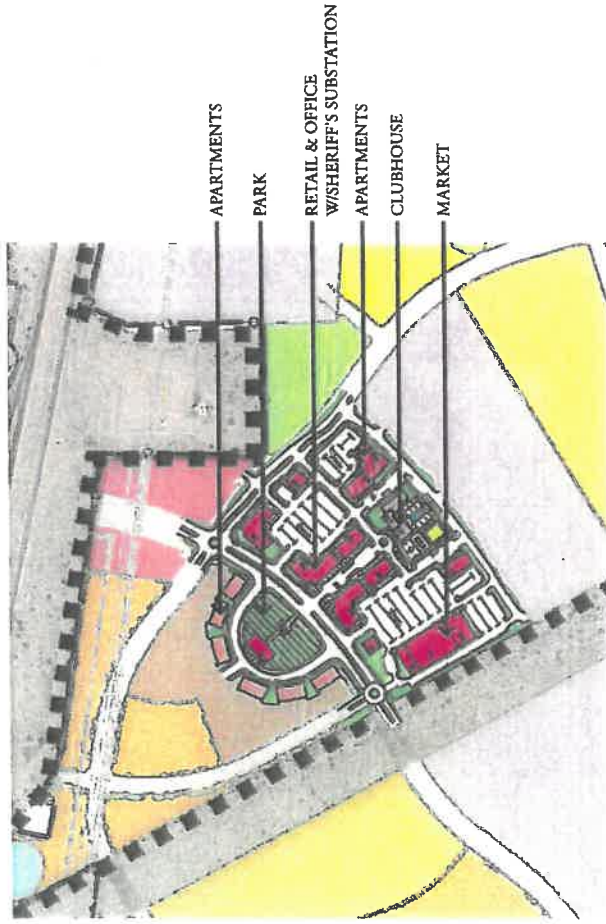 APARTMENTS
PARK
RETAIL & OFFICE
W/SHERIFF'S SUBSTATION
APARTMENTS
CLUBHOUSE
MARKET